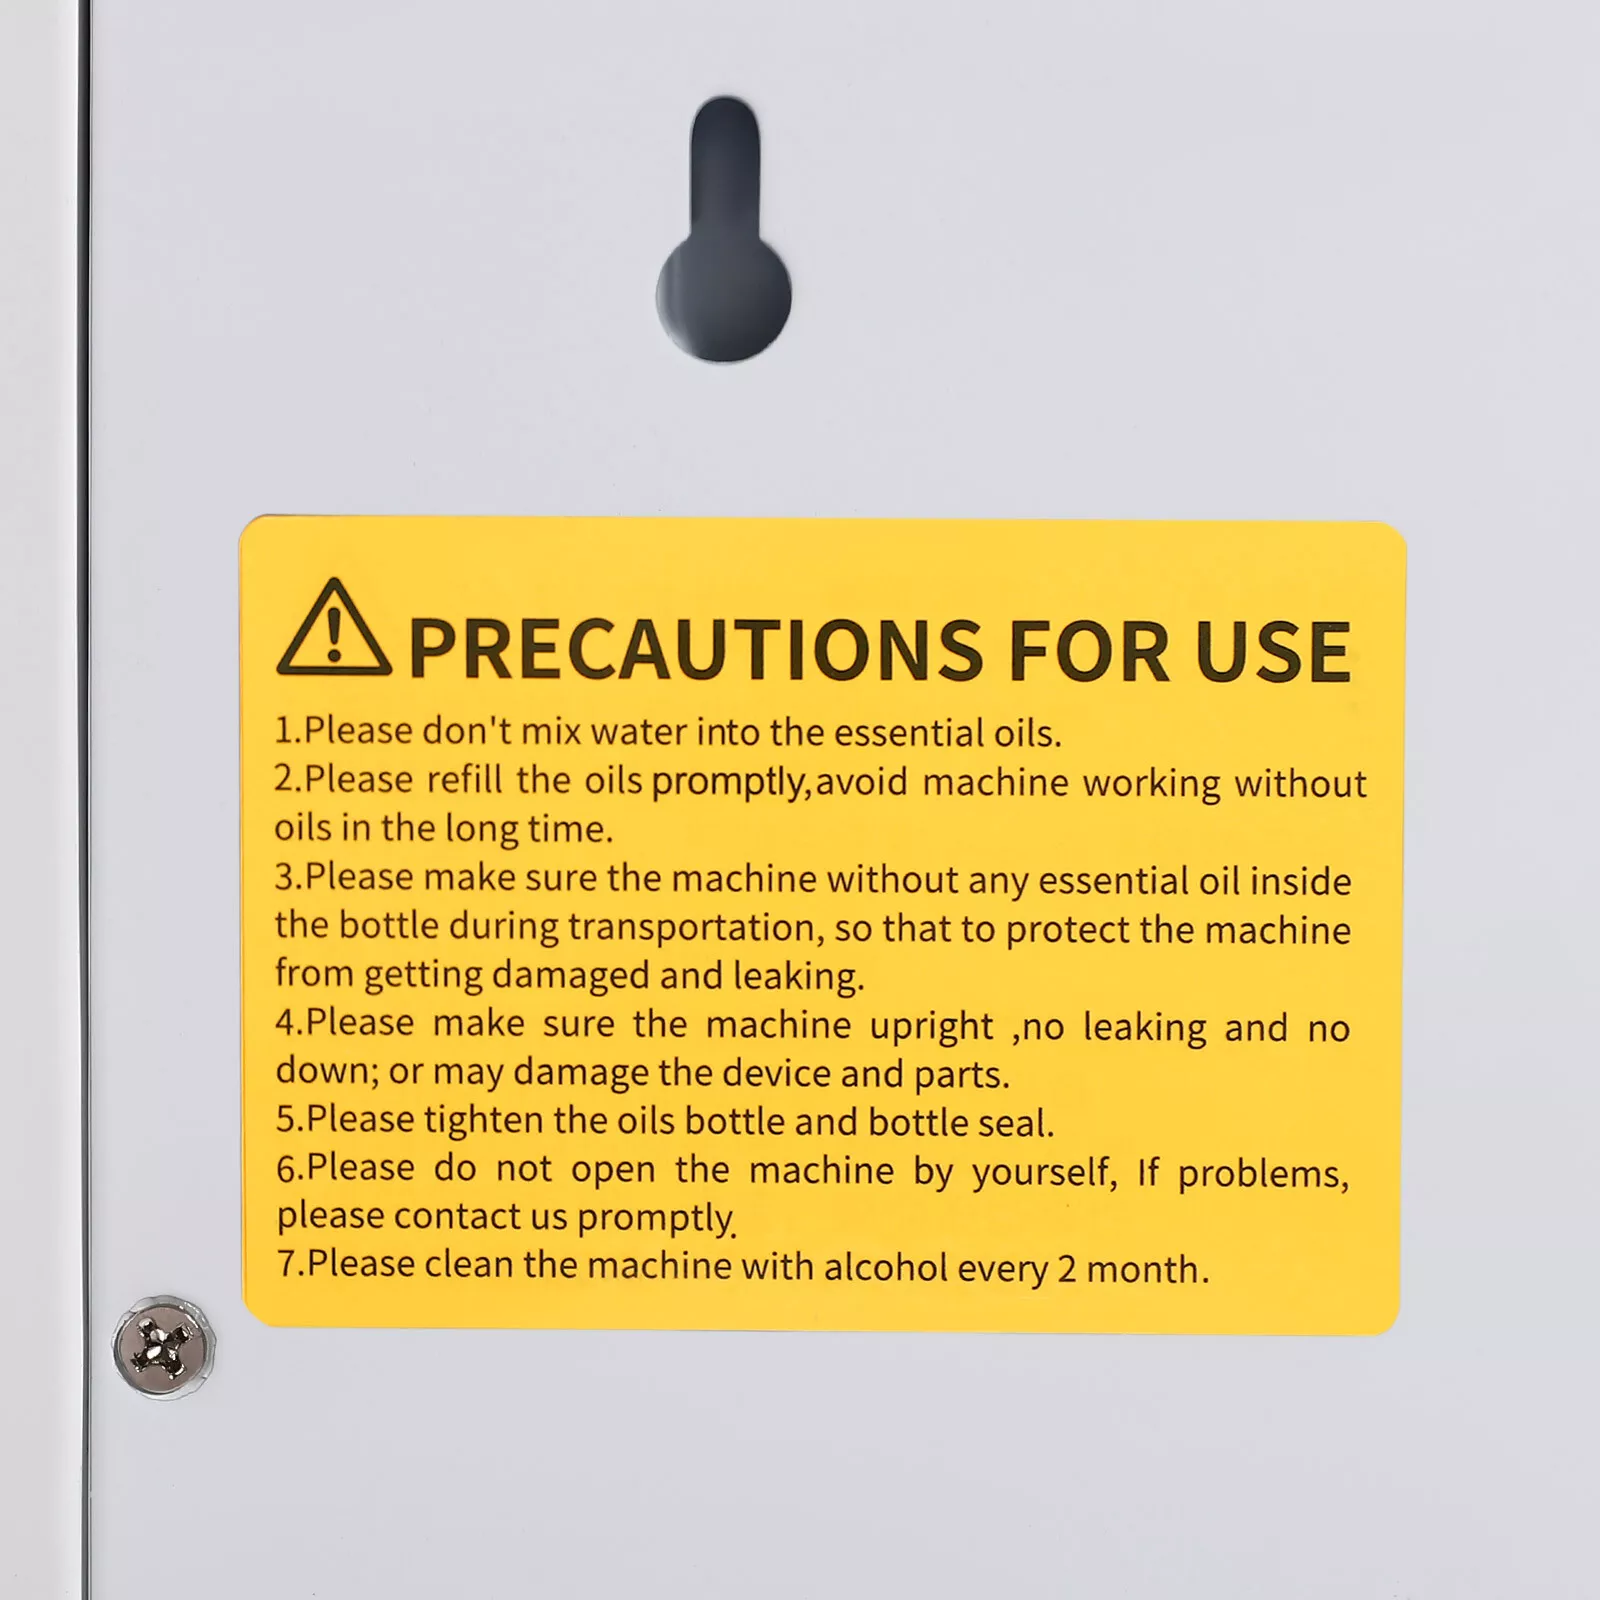 PRECAUTIONS FOR USE
1.Please don't mix water into the essential oils.
2.Please refill the oils promptly,avoid machine working without
oils in the long time.
3.Please make sure the machine without any essential oil inside
the bottle during transportation, so that to protect the machine
from getting damaged and leaking.
4.Please make sure the machine upright ,no leaking and no
down; or may damage the device and parts.
5.Please tighten the oils bottle and bottle seal.
6.Please do not open the machine by yourself, If problems,
please contact us promptly.
7.Please clean the machine with alcohol every 2 month.